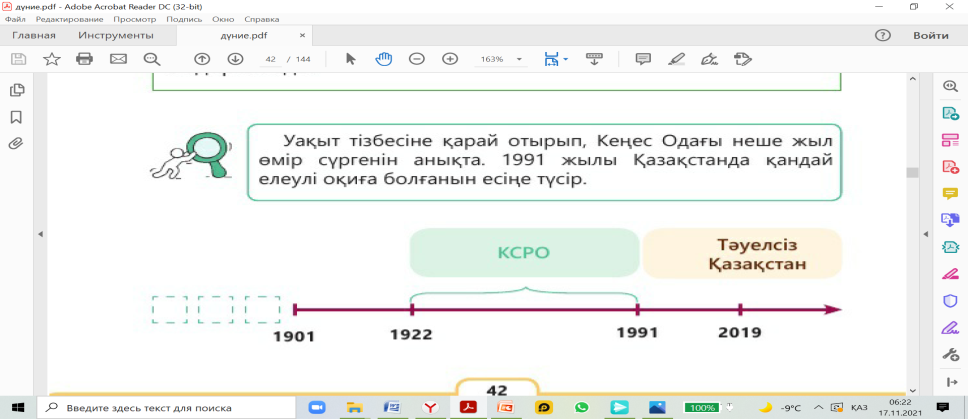 дүние.pdf - Adobe Acrobat Reader DC (32-bit)
Файл Редактирование Просмотр Подпись Окно Справка
Главная Инструменты дүние.pdf × Войти
42 / 144 163%
Уақыт тізбесіне қарай отырып, Кеңес Одағы неше жыл
өмір сүргенін анықта. 1991 жылы Қазақстанда қандай
елеулі оқиға болғанын есіңе түсір.
КСРО
Тәуелсіз
Қазақстан
1901 1922 1991 2019
42
Введите здесь текст для поиска
100% -9°C ҚАЗ 06:22
17.11.2021